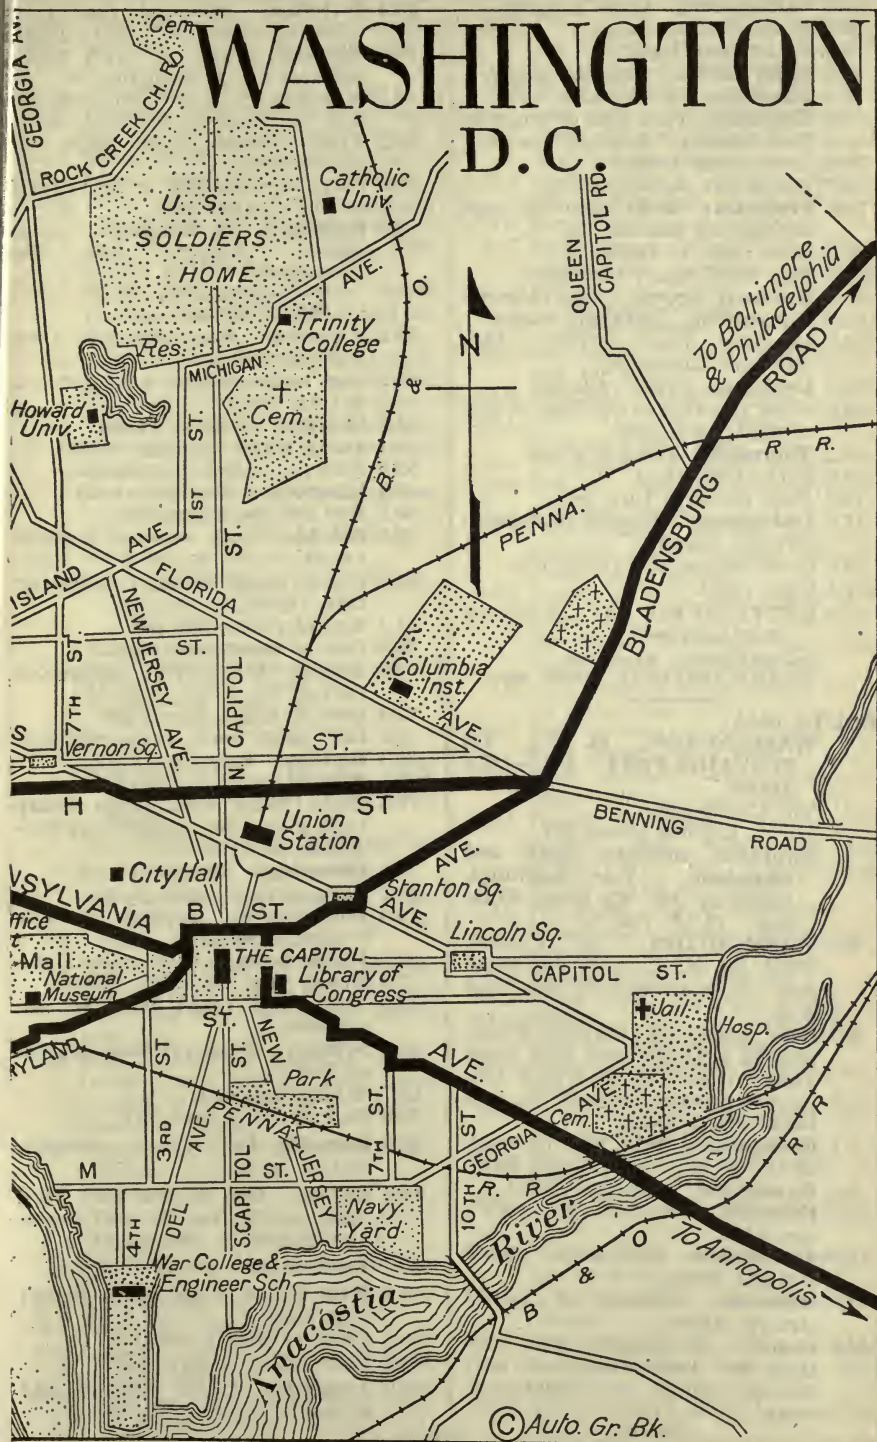 WASHINGTON
D.C.
Cem.
GEORGIA AV.
ROCK CREEK CH. RD
U. S.
SOLDIERS
HOME
Catholic
Univ.
AVE.
QUEEN
CAPITOL RD.
To Baltimore
& Philadelphia
ROAD
N
Trinity
College
Res.
MICHIGAN
Cem.
Howard
Univ.
1ST
ST.
ST.
B.
&
O.
PENNA.
R
R.
BLADENSBURG
ISLAND
AVE
FLORIDA
AVE.
NEW JERSEY
AVE.
ST.
7TH
ST.
N. CAPITOL
Columbia
Inst.
S
Vernon Sq.
ST.
H
ST
BENNING
ROAD
Union
Station
City Hall
AVE.
Stanton Sq.
AVE.
NSYLVANIA
B
ST.
Lincoln Sq.
ffice
t
Mall
National
Museum
THE CAPITOL
Library of
Congress
CAPITOL
ST.
Jail
Hosp.
RYLAND
ST.
ST
3RD
ST.
NEW
Park
AVE.
AVE
Cem.
PENNA.
AVE.
JERSEY
7TH
ST.
ST
GEORGIA
10TH
R.
R
M
ST.
4TH
DEL
S.CAPITOL
Navy
Yard
River
War College &
Engineer Sch
Anacostia
B
&
O
R
R
To Annapolis
© Auto. Gr. Bk.